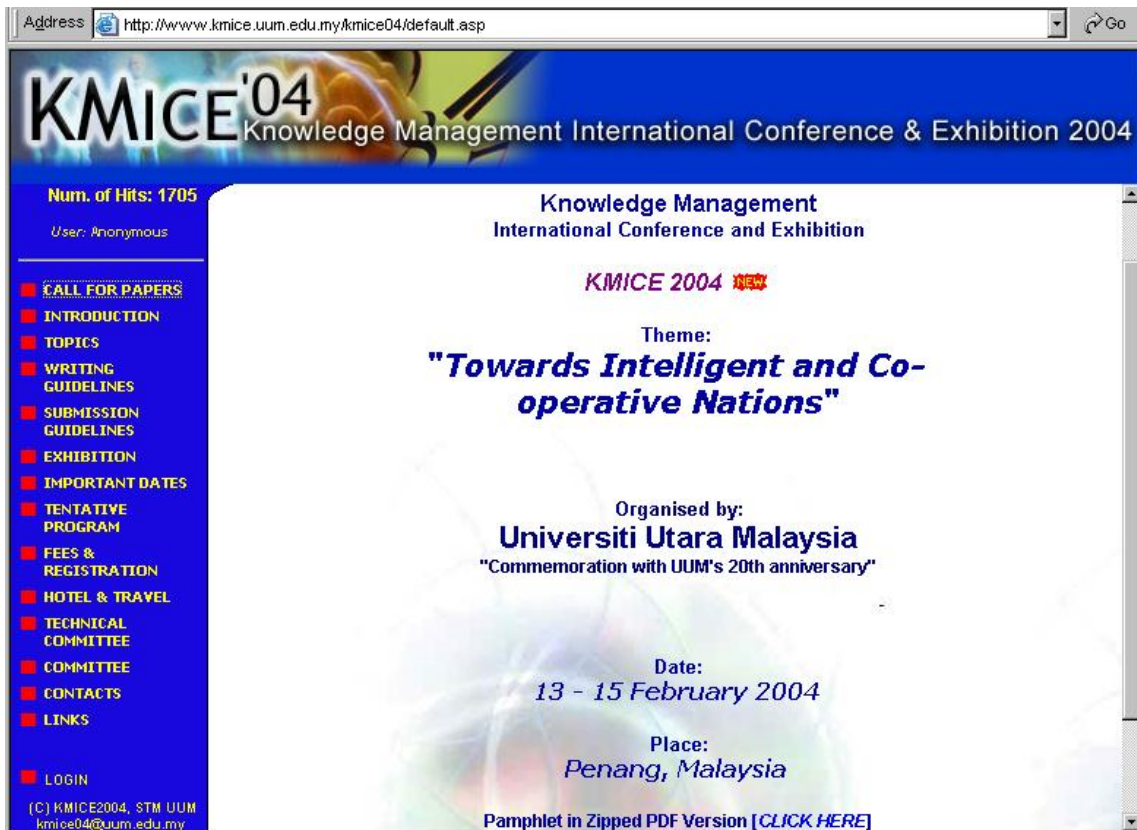 Address http://www.kmice.uum.edu.my/kmice04/default.asp Go
KMICE'04
Knowledge Management International Conference & Exhibition 2004
Num. of Hits: 1705
User: Anonymous
CALL FOR PAPERS
INTRODUCTION
TOPICS
WRITING
GUIDELINES
SUBMISSION
GUIDELINES
EXHIBITION
IMPORTANT DATES
TENTATIVE
PROGRAM
FEES &
REGISTRATION
HOTEL & TRAVEL
TECHNICAL
COMMITTEE
COMMITTEE
CONTACTS
LINKS
LOGIN
(C) KMICE2004, STM UUM
kmice04@uum.edu.my
Knowledge Management
International Conference and Exhibition
KMICE 2004 NEW
Theme:
"Towards Intelligent and Co-
operative Nations"
Organised by:
Universiti Utara Malaysia
"Commemoration with UUM's 20th anniversary"
-
Date:
13 - 15 February 2004
Place:
Penang, Malaysia
Pamphlet in Zipped PDF Version [CLICK HERE]